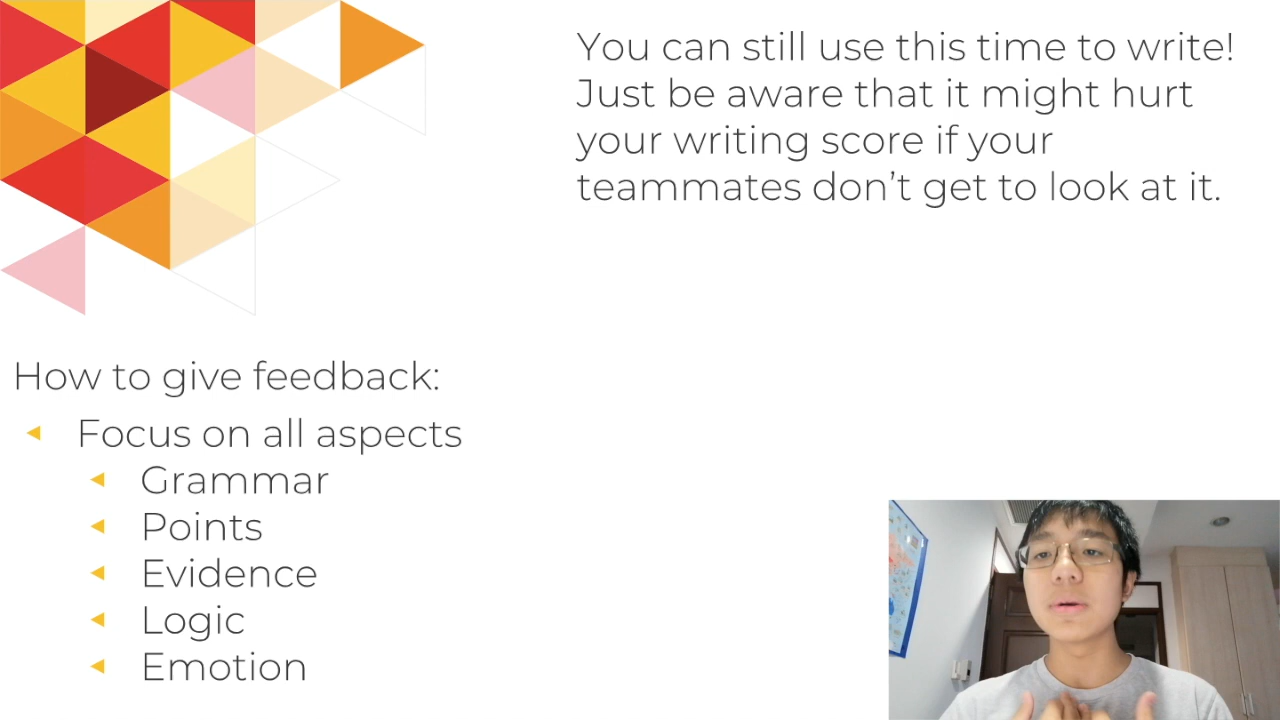 You can still use this time to write!
Just be aware that it might hurt
your writing score if your
teammates don't get to look at it.
How to give feedback:
Focus on all aspects
Grammar
Points
Evidence
Logic
Emotion